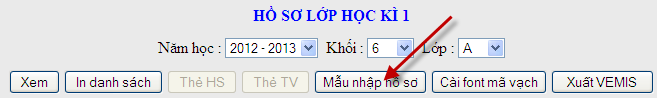 HỒ SƠ LỚP HỌC KÌ 1
Năm học : 2012 - 2013 Khối : 6 Lớp : A
Xem In danh sách Thẻ HS Thẻ TV Mẫu nhập hồ sơ Cài font mã vạch Xuất VEMIS